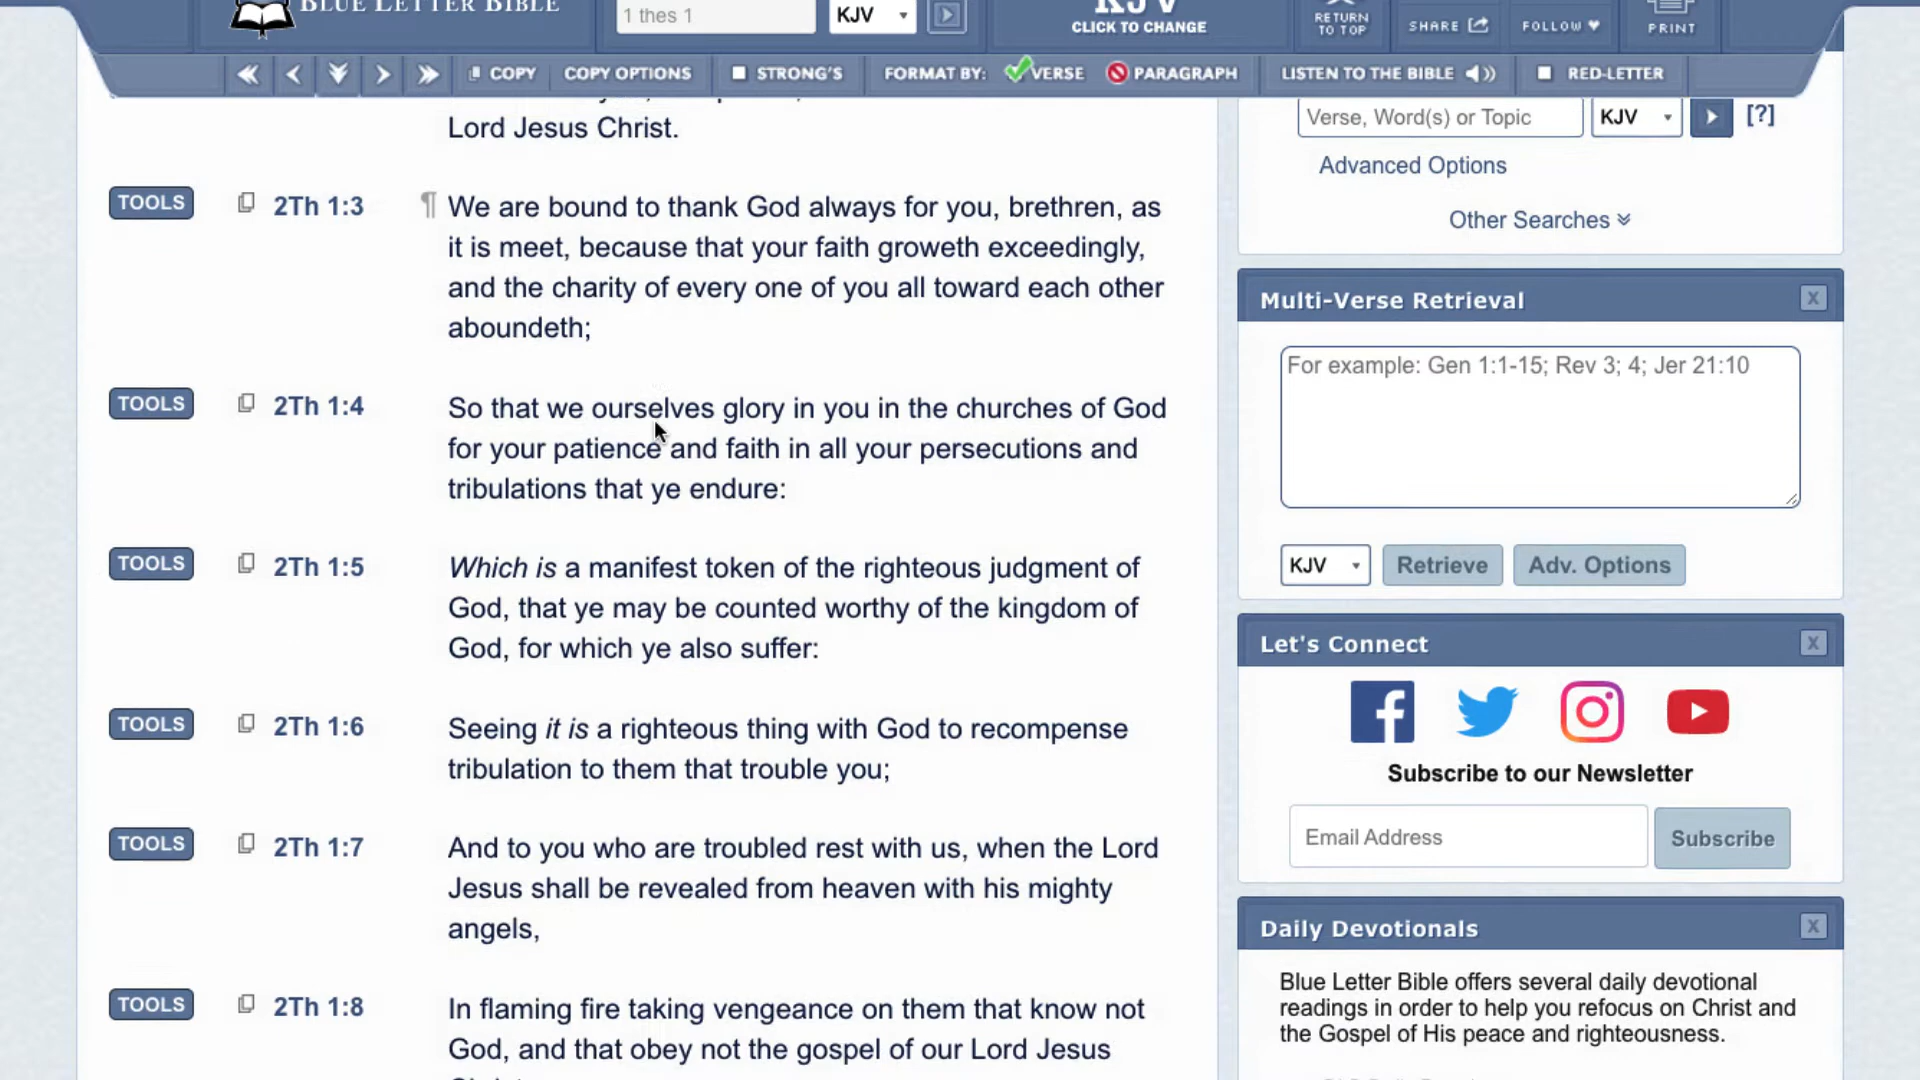 BLUE LETTER BIBLE
1 thes 1
KJV
KJV
CLICK TO CHANGE
RETURN
TO TOP
SHARE
FOLLOW
PRINT
COPY
COPY OPTIONS
STRONG'S
FORMAT BY:
VERSE
PARAGRAPH
LISTEN TO THE BIBLE
RED-LETTER
Lord Jesus Christ.
TOOLS
2Th 1:3
¶ We are bound to thank God always for you, brethren, as
it is meet, because that your faith groweth exceedingly,
and the charity of every one of you all toward each other
aboundeth;
TOOLS
2Th 1:4
So that we ourselves glory in you in the churches of God
for your patience and faith in all your persecutions and
tribulations that ye endure:
TOOLS
2Th 1:5
Which is a manifest token of the righteous judgment of
God, that ye may be counted worthy of the kingdom of
God, for which ye also suffer:
TOOLS
2Th 1:6
Seeing it is a righteous thing with God to recompense
tribulation to them that trouble you;
TOOLS
2Th 1:7
And to you who are troubled rest with us, when the Lord
Jesus shall be revealed from heaven with his mighty
angels,
TOOLS
2Th 1:8
In flaming fire taking vengeance on them that know not
God, and that obey not the gospel of our Lord Jesus
Verse, Word(s) or Topic
KJV
[?]
Advanced Options
Other Searches
Multi-Verse Retrieval
X
For example: Gen 1:1-15; Rev 3; 4; Jer 21:10
KJV
Retrieve
Adv. Options
Let's Connect
X
Subscribe to our Newsletter
Email Address
Subscribe
Daily Devotionals
X
Blue Letter Bible offers several daily devotional
readings in order to help you refocus on Christ and
the Gospel of His peace and righteousness.